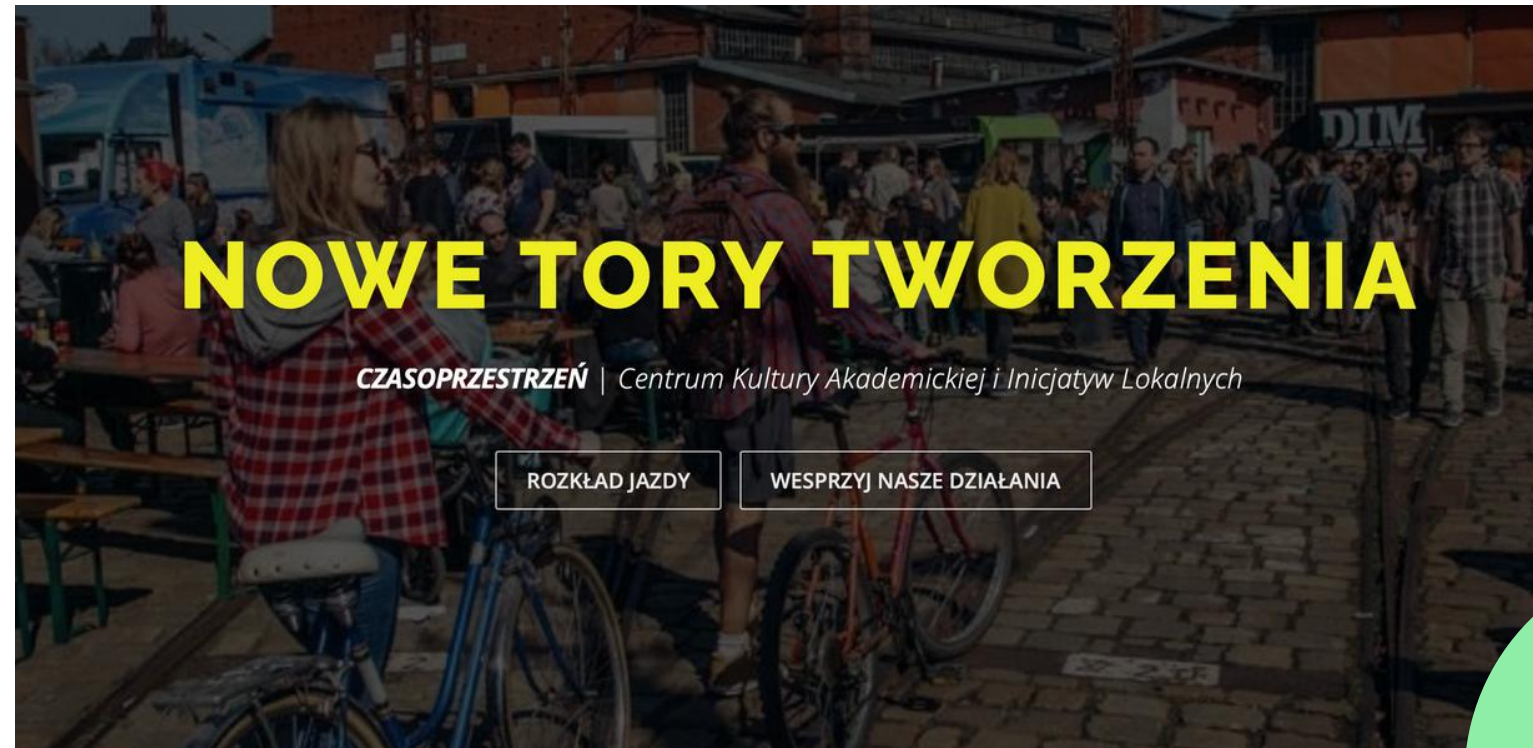 DIM
NOWE TORY TWORZENIA
CZASOPRZESTRZEŃ | Centrum Kultury Akademickiej i Inicjatyw Lokalnych
ROZKŁAD JAZDY
WESPRZYJ NASZE DZIAŁANIA